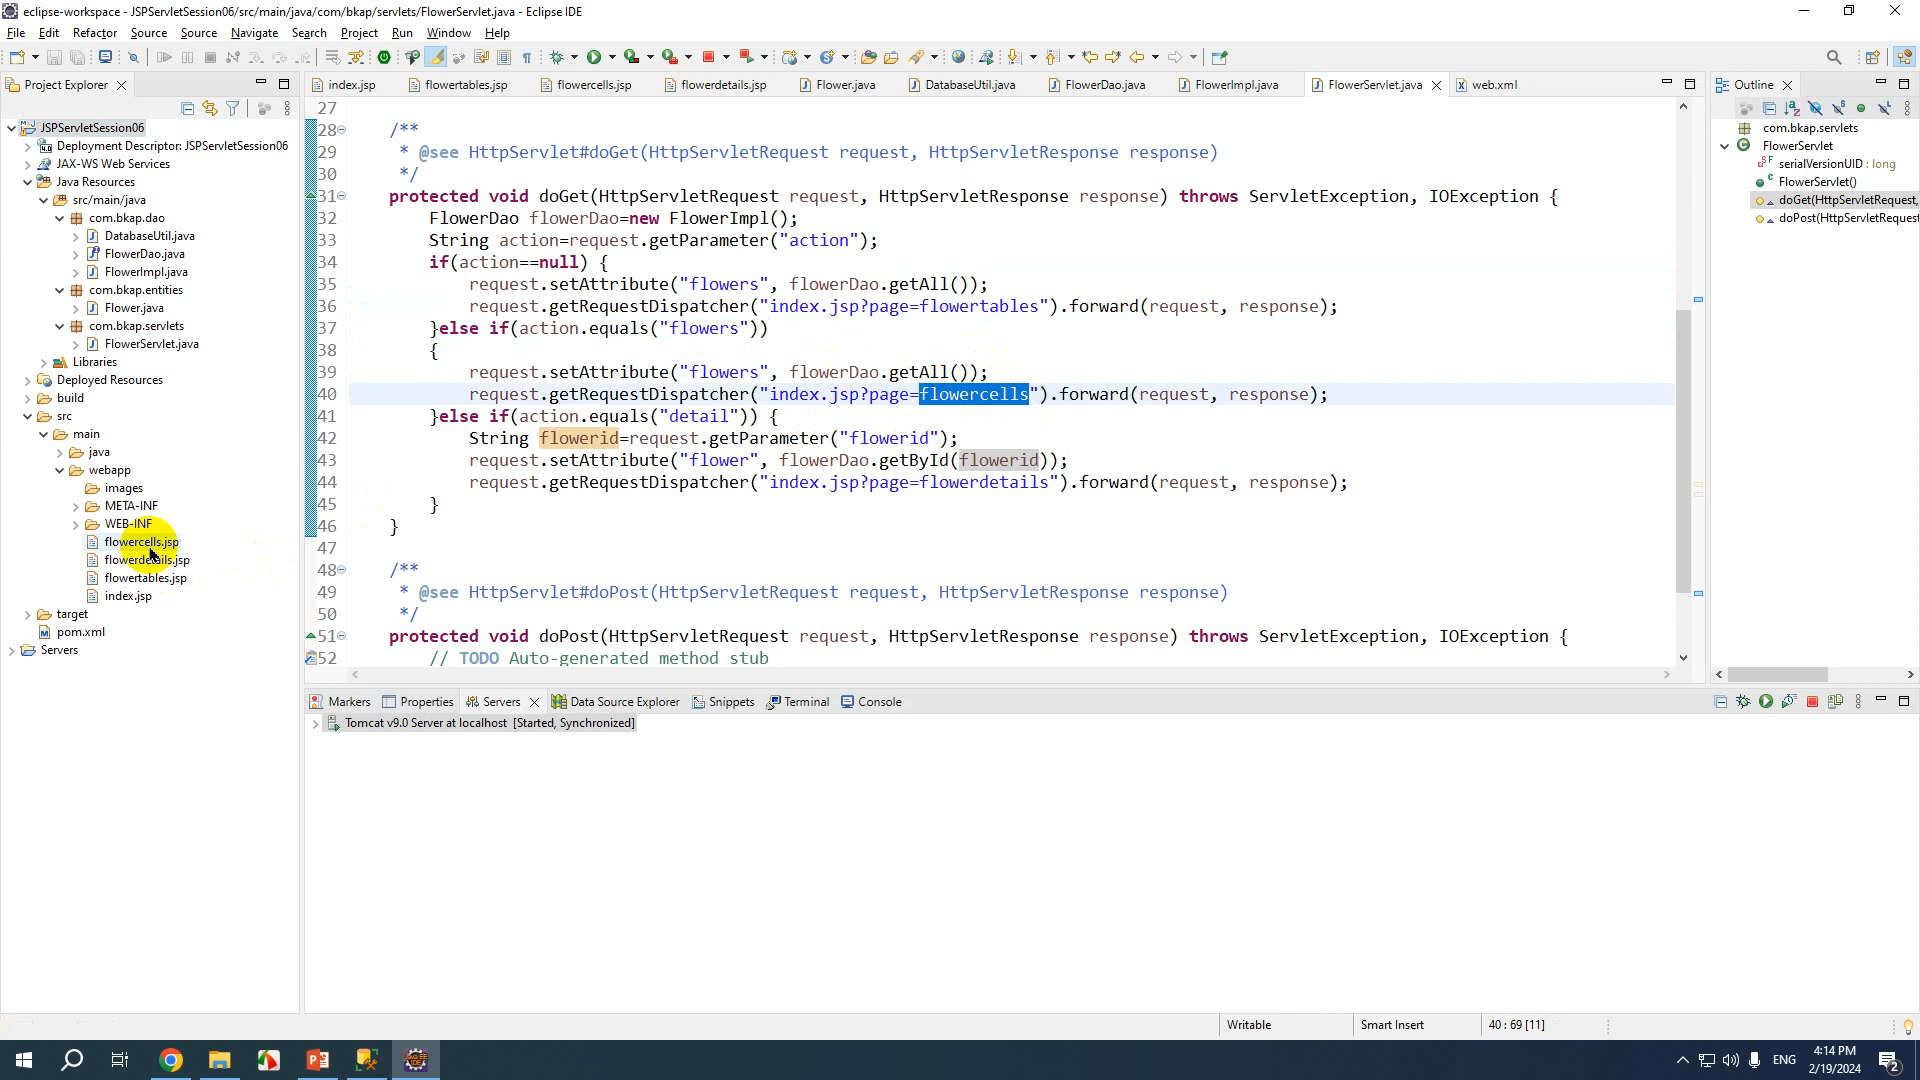 eclipse-workspace - JSPServletSession06/src/main/java/com/bkap/servlets/FlowerServlet.java - Eclipse IDE
File Edit Refactor Source Source Navigate Search Project Run Window Help
Project Explorer
index.jsp flowertables.jsp flowercells.jsp flowerdetails.jsp Flower.java DatabaseUtil.java FlowerDao.java FlowerImpl.java FlowerServlet.java web.xml
Outline
JSPServletSession06
Deployment Descriptor: JSPServletSession06
JAX-WS Web Services
Java Resources
src/main/java
com.bkap.dao
DatabaseUtil.java
FlowerDao.java
FlowerImpl.java
com.bkap.entities
Flower.java
com.bkap.servlets
FlowerServlet.java
Libraries
Deployed Resources
build
src
main
java
webapp
images
META-INF
WEB-INF
flowercells.jsp
flowerdetails.jsp
flowertables.jsp
index.jsp
target
pom.xml
Servers
27
28 /**
29 * @see HttpServlet#doGet(HttpServletRequest request, HttpServletResponse response)
30 */
31 protected void doGet(HttpServletRequest request, HttpServletResponse response) throws ServletException, IOException {
32 FlowerDao flowerDao=new FlowerImpl();
33 String action=request.getParameter("action");
34 if(action==null) {
35 request.setAttribute("flowers", flowerDao.getAll());
36 request.getRequestDispatcher("index.jsp?page=flowertables").forward(request, response);
37 }else if(action.equals("flowers"))
38 {
39 request.setAttribute("flowers", flowerDao.getAll());
40 request.getRequestDispatcher("index.jsp?page=flowercells").forward(request, response);
41 }else if(action.equals("detail")) {
42 String flowerid=request.getParameter("flowerid");
43 request.setAttribute("flower", flowerDao.getById(flowerid));
44 request.getRequestDispatcher("index.jsp?page=flowerdetails").forward(request, response);
45 }
46 }
47
48 /**
49 * @see HttpServlet#doPost(HttpServletRequest request, HttpServletResponse response)
50 */
51 protected void doPost(HttpServletRequest request, HttpServletResponse response) throws ServletException, IOException {
52 // TODO Auto-generated method stub
com.bkap.servlets
FlowerServlet
serialVersionUID : long
FlowerServlet()
doGet(HttpServletRequest,
doPost(HttpServletRequest
Markers Properties Servers Data Source Explorer Snippets Terminal Console
Tomcat v9.0 Server at localhost [Started, Synchronized]
Writable Smart Insert 40 : 69 [11]
ENG
4:14 PM
2/19/2024
2